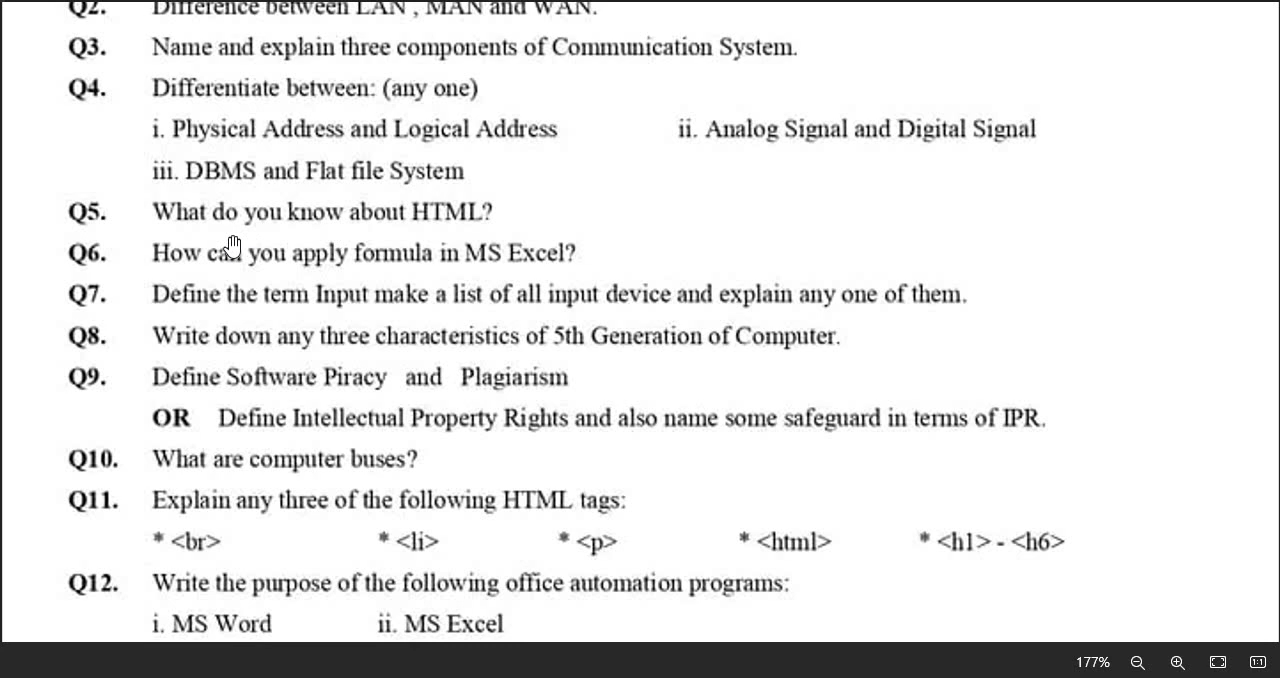 Q2. Difference between LAN , MAN and WAN.
Q3. Name and explain three components of Communication System.
Q4. Differentiate between: (any one)
i. Physical Address and Logical Address ii. Analog Signal and Digital Signal
iii. DBMS and Flat file System
Q5. What do you know about HTML?
Q6. How can you apply formula in MS Excel?
Q7. Define the term Input make a list of all input device and explain any one of them.
Q8. Write down any three characteristics of 5th Generation of Computer.
Q9. Define Software Piracy and Plagiarism
OR Define Intellectual Property Rights and also name some safeguard in terms of IPR.
Q10. What are computer buses?
Q11. Explain any three of the following HTML tags:
* <br> * <li> * <p> * <html> * <h1> - <h6>
Q12. Write the purpose of the following office automation programs:
i. MS Word ii. MS Excel
177% 1:1